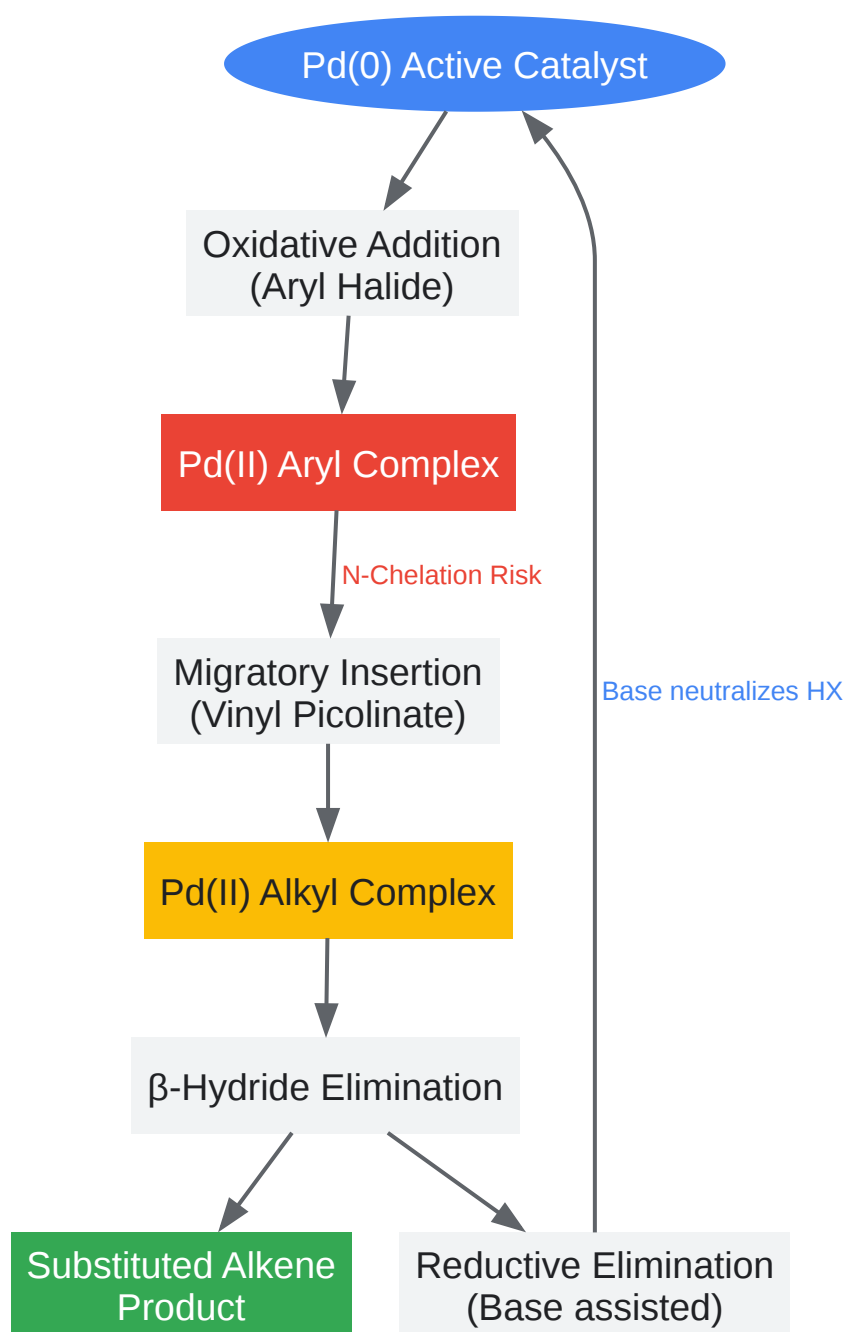 Pd(0) Active Catalyst
Oxidative Addition
(Aryl Halide)
Pd(II) Aryl Complex
N-Chelation Risk
Migratory Insertion
(Vinyl Picolinate)
Base neutralizes HX
Pd(II) Alkyl Complex
β-Hydride Elimination
Substituted Alkene
Product
Reductive Elimination
(Base assisted)